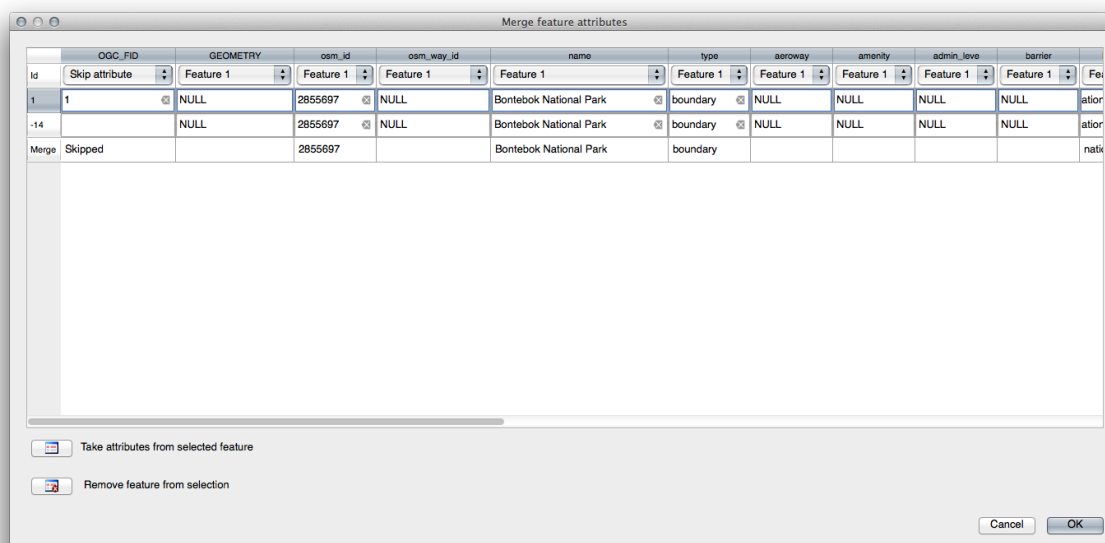 Merge feature attributes
OGC_FID GEOMETRY osm_id osm_way_id name type aeroway amenity admin_leve barrier
Id Skip attribute Feature 1 Feature 1 Feature 1 Feature 1 Feature 1 Feature 1 Feature 1 Feature 1 Feature 1 Fea
1 1 NULL 2855697 NULL Bontebok National Park boundary NULL NULL NULL NULL ation
-14 NULL 2855697 NULL Bontebok National Park boundary NULL NULL NULL NULL ation
Merge Skipped 2855697 Bontebok National Park boundary natio
Take attributes from selected feature
Remove feature from selection
Cancel OK